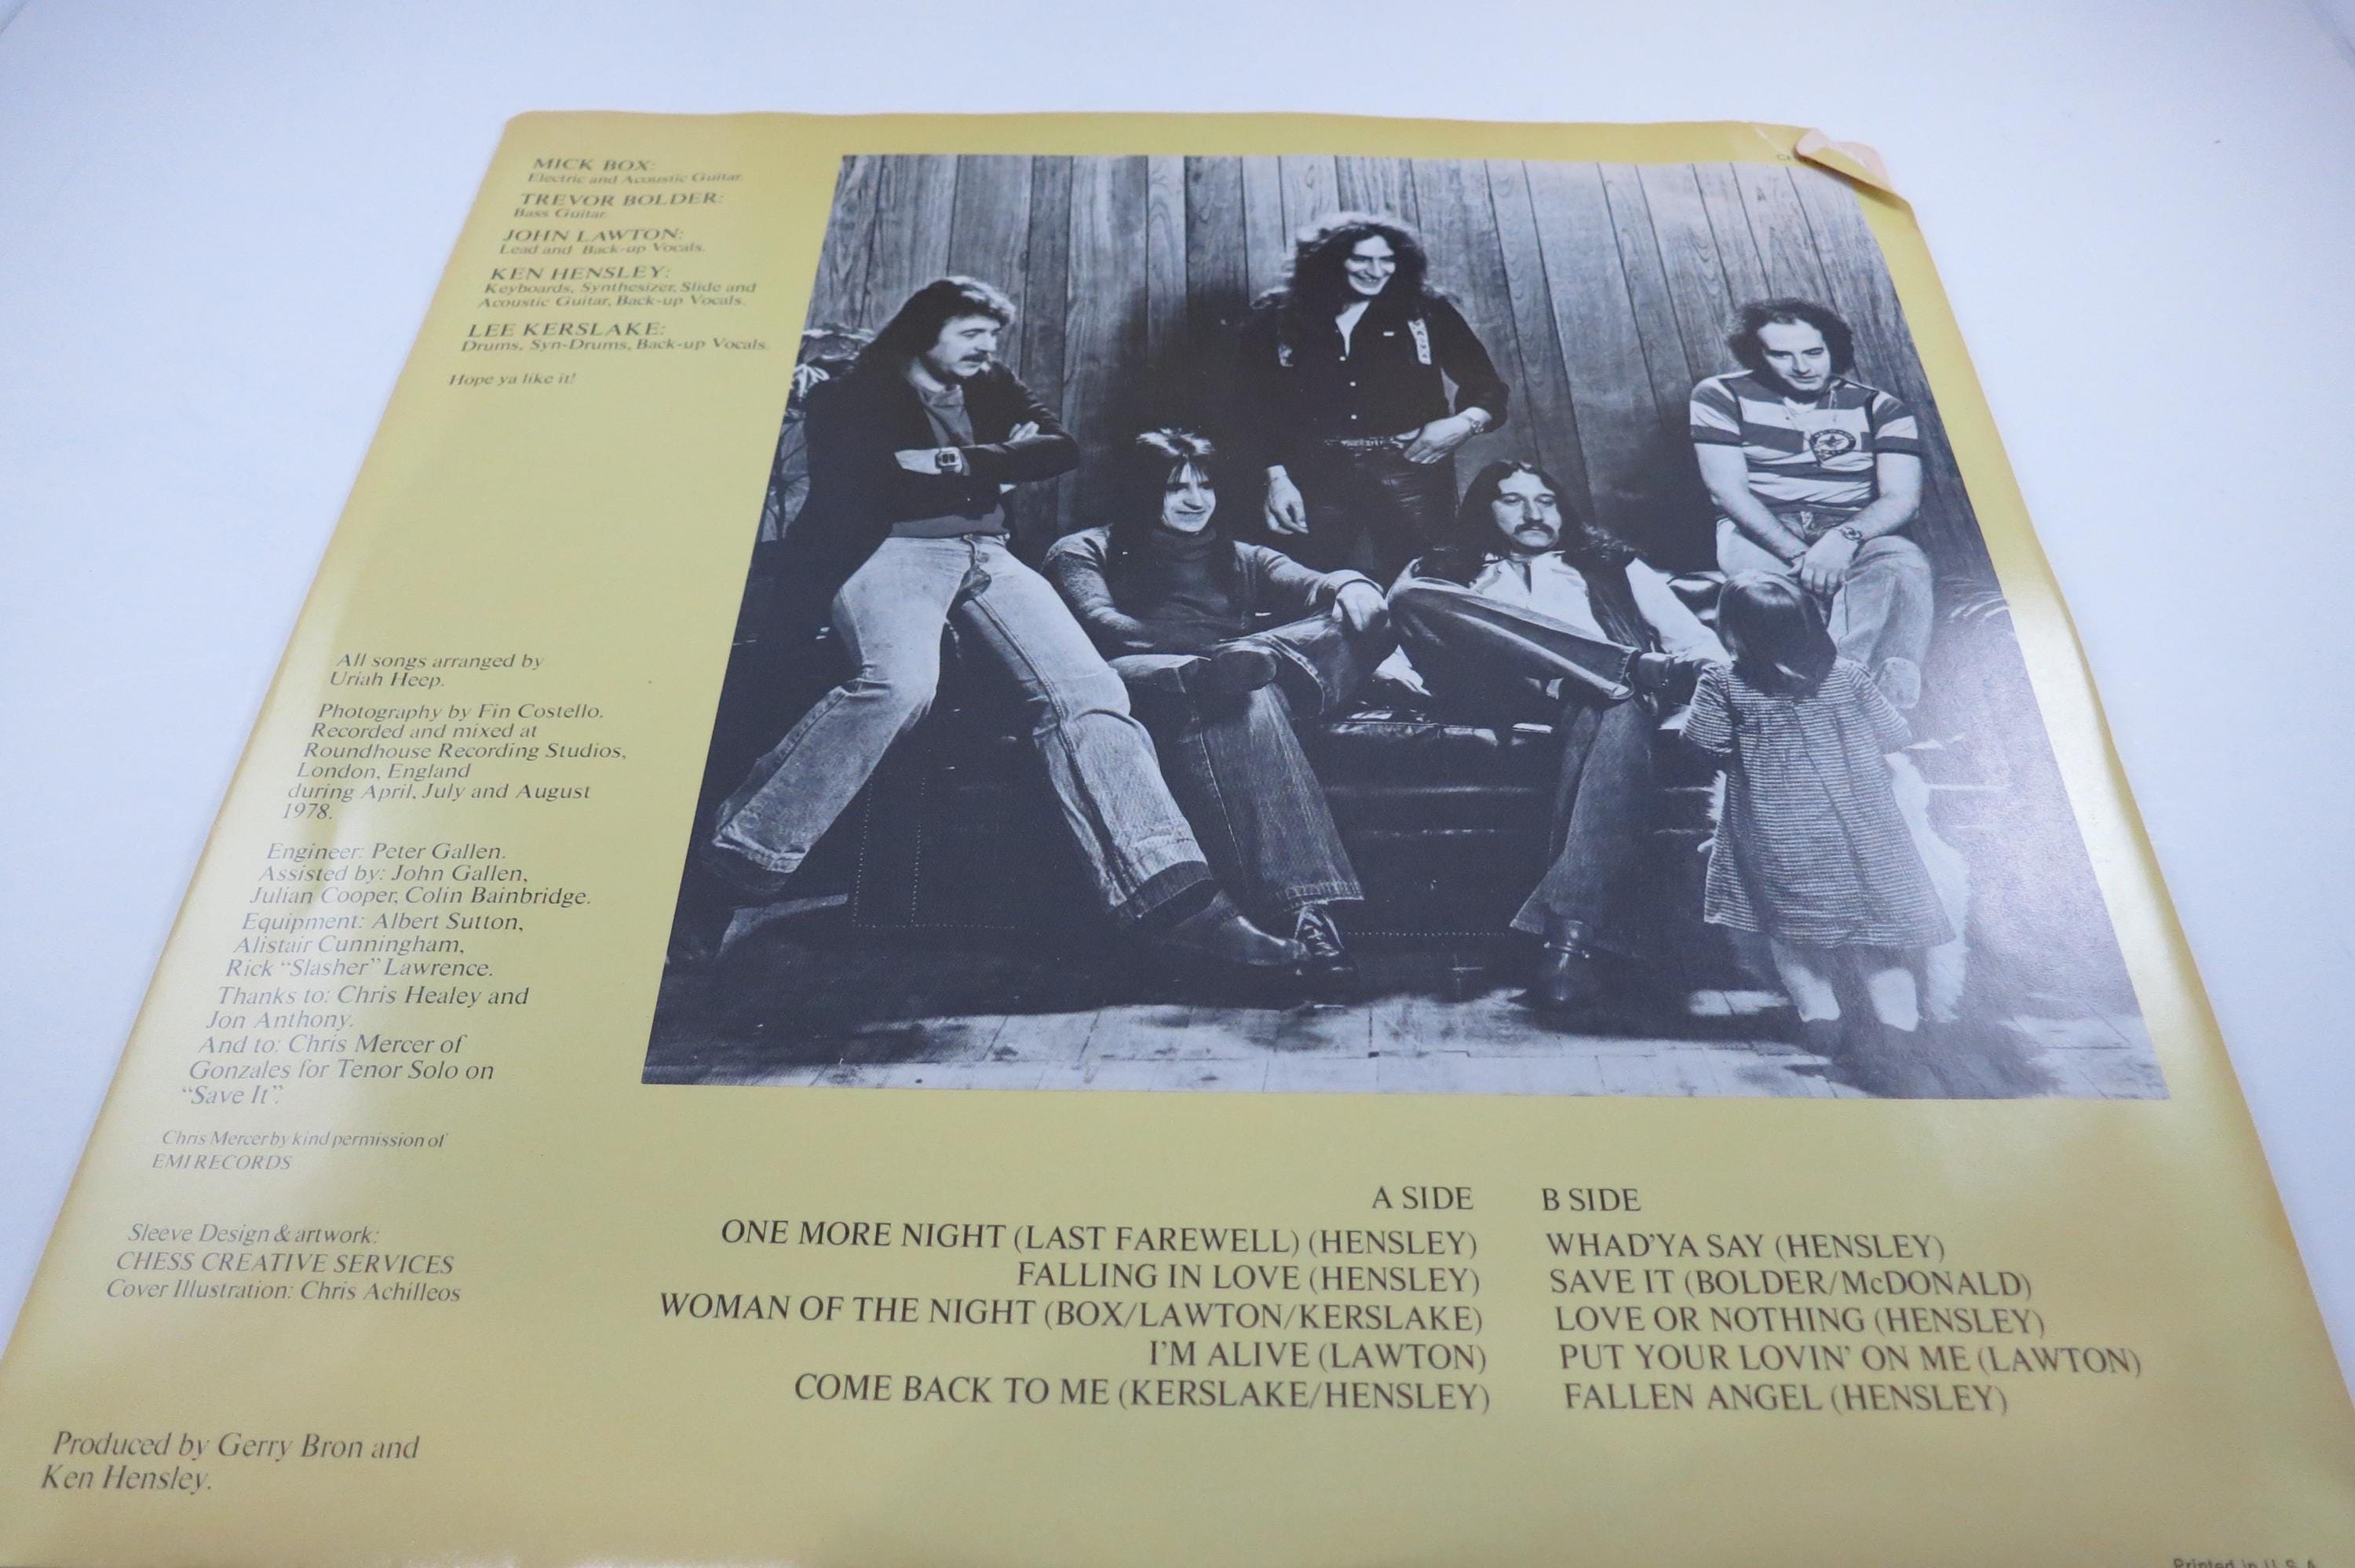 MICK BOX:
Electric and Acoustic Guitar.
TREVOR BOLDER:
Bass Guitar.
JOHN LAWTON:
Lead and Back-up Vocals.
KEN HENSLEY:
Keyboards, Synthesizer, Slide and
Acoustic Guitar, Back-up Vocals.
LEE KERSLAKE:
Drums, Syn-Drums, Back-up Vocals.
Hope ya like it!
All songs arranged by
Uriah Heep.
Photography by Fin Costello.
Recorded and mixed at
Roundhouse Recording Studios,
London, England
during April, July and August
1978.
Engineer: Peter Gallen.
Assisted by: John Gallen,
Julian Cooper, Colin Bainbridge.
Equipment: Albert Sutton,
Alistair Cunningham,
Rick “Slasher” Lawrence.
Thanks to: Chris Healey and
Jon Anthony.
And to: Chris Mercer of
Gonzales for Tenor Solo on
“Save It”.
Chris Mercer by kind permission of
EMI RECORDS
Sleeve Design & artwork:
CHESS CREATIVE SERVICES
Cover Illustration: Chris Achilleos
Produced by Gerry Bron and
Ken Hensley.
A SIDE
ONE MORE NIGHT (LAST FAREWELL) (HENSLEY)
FALLING IN LOVE (HENSLEY)
WOMAN OF THE NIGHT (BOX/LAWTON/KERSLAKE)
I'M ALIVE (LAWTON)
COME BACK TO ME (KERSLAKE/HENSLEY)
B SIDE
WHAD'YA SAY (HENSLEY)
SAVE IT (BOLDER/McDONALD)
LOVE OR NOTHING (HENSLEY)
PUT YOUR LOVIN' ON ME (LAWTON)
FALLEN ANGEL (HENSLEY)
Printed in U.S.A.